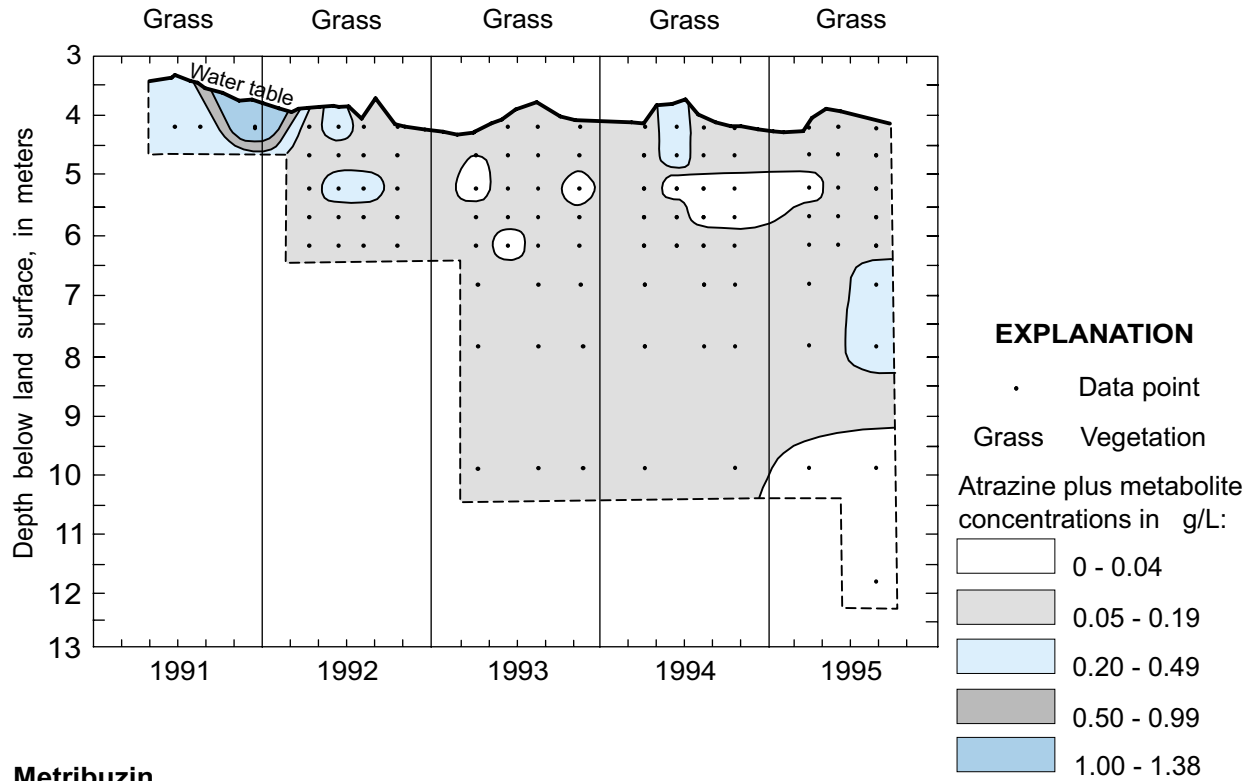 Grass Grass Grass Grass Grass
Water table
Depth below land surface, in meters
3
4
5
6
7
8
9
10
11
12
13
1991 1992 1993 1994 1995
EXPLANATION
Data point
Grass Vegetation
Atrazine plus metabolite
concentrations in g/L:
0 - 0.04
0.05 - 0.19
0.20 - 0.49
0.50 - 0.99
1.00 - 1.38
Metribuzin